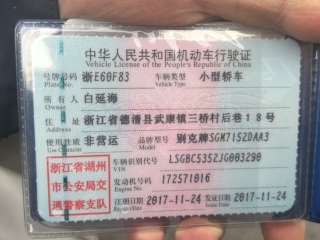 中华人民共和国机动车行驶证
Vehicle License of the People's Republic of China
号牌号码 浙E60F83 车辆类型 小型轿车
Plate No. Vehicle Type
所有人 白延海
Owner
住址 浙江省德清县武康镇三桥村后巷18号
Address
使用性质 非营运 品牌型号 别克牌SGM7152DAA3
Use Character Model
浙江省湖州
市公安局交
通警察支队
车辆识别代号 LSGBC5352JG003290
VIN
发动机号码 172571016
Engine No.
注册日期 2017-11-24 发证日期 2017-11-24
Register Date Issue Date